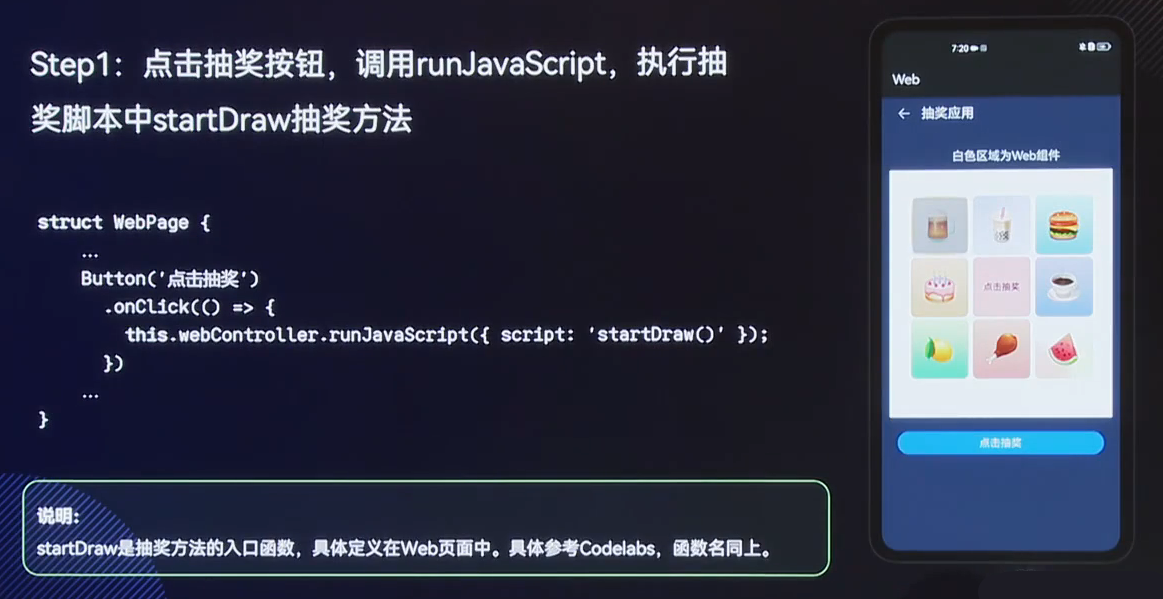 Step1：点击抽奖按钮，调用runJavaScript，执行抽
奖脚本中startDraw抽奖方法
struct WebPage {
...
Button('点击抽奖')
.onClick(() => {
this.webController.runJavaScript({ script: 'startDraw()' });
})
...
}
说明：
startDraw是抽奖方法的入口函数，具体定义在Web页面中。具体参考Codelabs，函数名同上。
7:20
Web
← 抽奖应用
白色区域为Web组件
点击抽奖
点击抽奖